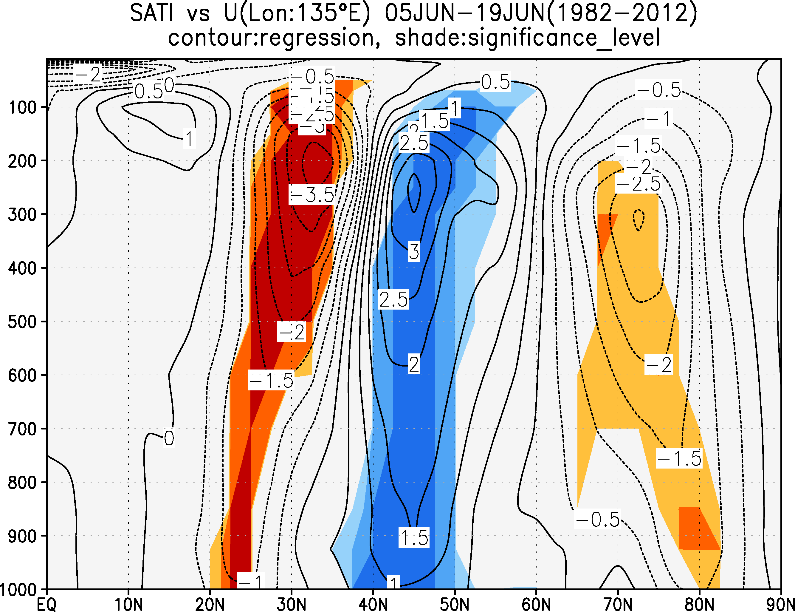 SATI vs U(Lon:135°E) 05JUN-19JUN(1982-2012)
contour:regression, shade:significance_level
-2 0.5 0 -0.5 0.5 -0.5
100 1 -1.5 -2.5 -3 1 -1.5 2.5 -1 -1.5
200 -3.5 -2 -2.5
300 3
400 2.5
500 -2
600 -1.5 2 -2
700 0 -1.5
800 -0.5
900 1.5
1000 -1 1
EQ 10N 20N 30N 40N 50N 60N 70N 80N 90N